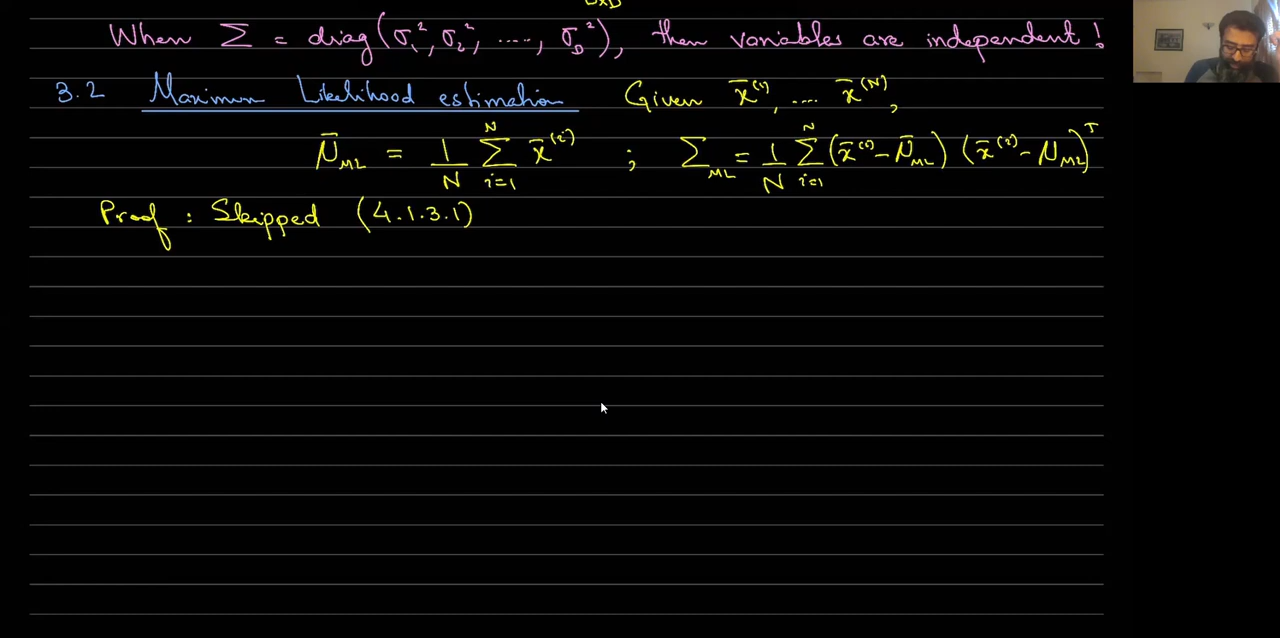 DxD
When Σ = diag(σ₁², σ₂², ...., σ_D²), then variables are independent!
3.2 Maximum Likelihood estimation Given x̄⁽¹⁾, .... x̄⁽ᴺ⁾,
μ̄_ML = 1/N Σ_{i=1}^{N} x̄⁽ⁱ⁾ ; Σ_ML = 1/N Σ_{i=1}^{N} (x̄⁽ⁱ⁾ - μ̄_ML) (x̄⁽ⁱ⁾ - μ_ML)ᵀ
Proof : Skipped (4.1.3.1)